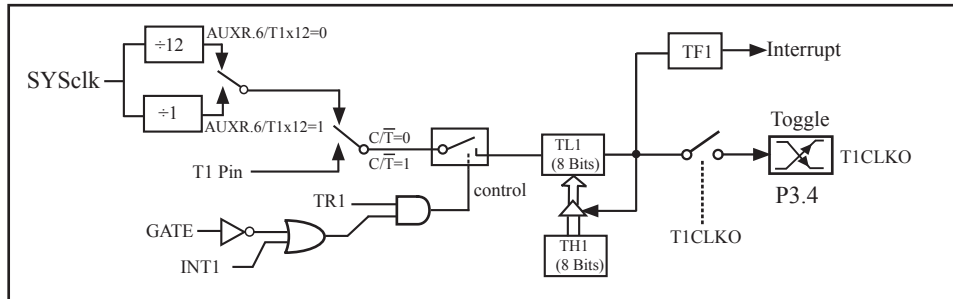 AUXR.6/T1x12=0
÷12
SYSclk
÷1
AUXR.6/T1x12=1
T1 Pin
C/T̅=0
C/T̅=1
TR1
GATE
INT1
control
TL1
(8 Bits)
TH1
(8 Bits)
TF1
Interrupt
Toggle
T1CLKO
P3.4
T1CLKO